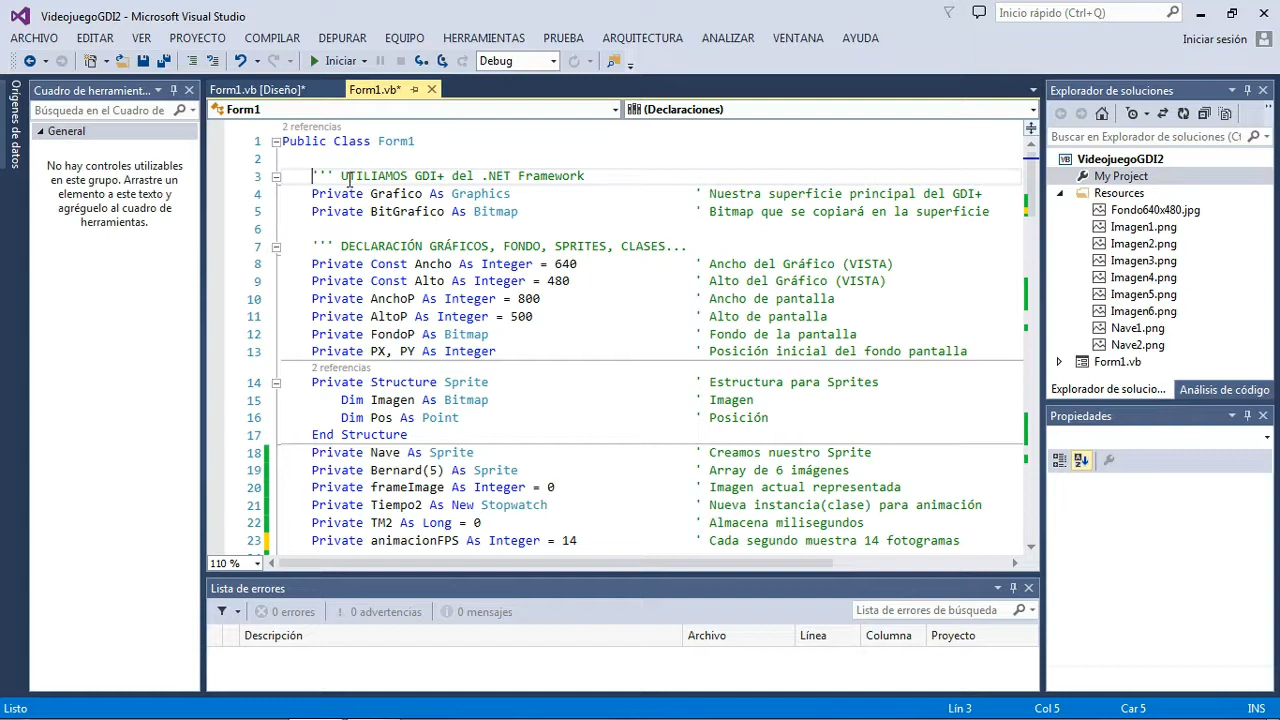 VideojuegoGDI2 - Microsoft Visual Studio
Inicio rápido (Ctrl+Q)
ARCHIVO EDITAR VER PROYECTO COMPILAR DEPURAR EQUIPO HERRAMIENTAS PRUEBA ARQUITECTURA ANALIZAR VENTANA AYUDA
Iniciar sesión
Iniciar
Debug
Orígenes de datos
Cuadro de herramient...
Búsqueda en el Cuadro de
General
No hay controles utilizables
en este grupo. Arrastre un
elemento a este texto y
agréguelo al cuadro de
herramientas.
Form1.vb [Diseño]*
Form1.vb*
Form1
(Declaraciones)
2 referencias
1 Public Class Form1
2
3 ''' UTILIAMOS GDI+ del .NET Framework
4 Private Grafico As Graphics ' Nuestra superficie principal del GDI+
5 Private BitGrafico As Bitmap ' Bitmap que se copiará en la superficie
6
7 ''' DECLARACIÓN GRÁFICOS, FONDO, SPRITES, CLASES...
8 Private Const Ancho As Integer = 640 ' Ancho del Gráfico (VISTA)
9 Private Const Alto As Integer = 480 ' Alto del Gráfico (VISTA)
10 Private AnchoP As Integer = 800 ' Ancho de pantalla
11 Private AltoP As Integer = 500 ' Alto de pantalla
12 Private FondoP As Bitmap ' Fondo de la pantalla
13 Private PX, PY As Integer ' Posición inicial del fondo pantalla
2 referencias
14 Private Structure Sprite ' Estructura para Sprites
15 Dim Imagen As Bitmap ' Imagen
16 Dim Pos As Point ' Posición
17 End Structure
18 Private Nave As Sprite ' Creamos nuestro Sprite
19 Private Bernard(5) As Sprite ' Array de 6 imágenes
20 Private frameImage As Integer = 0 ' Imagen actual representada
21 Private Tiempo2 As New Stopwatch ' Nueva instancia(clase) para animación
22 Private TM2 As Long = 0 ' Almacena milisegundos
23 Private animacionFPS As Integer = 14 ' Cada segundo muestra 14 fotogramas
110 %
Lista de errores
0 errores
0 advertencias
0 mensajes
Lista de errores de búsqueda
Descripción Archivo Línea Columna Proyecto
Explorador de soluciones
Buscar en Explorador de soluciones (Ctrl+
VideojuegoGDI2
My Project
Resources
Fondo640x480.jpg
Imagen1.png
Imagen2.png
Imagen3.png
Imagen4.png
Imagen5.png
Imagen6.png
Nave1.png
Nave2.png
Form1.vb
Explorador de solucio...
Análisis de código
Propiedades
Listo
Lín 3 Col 5 Car 5 INS